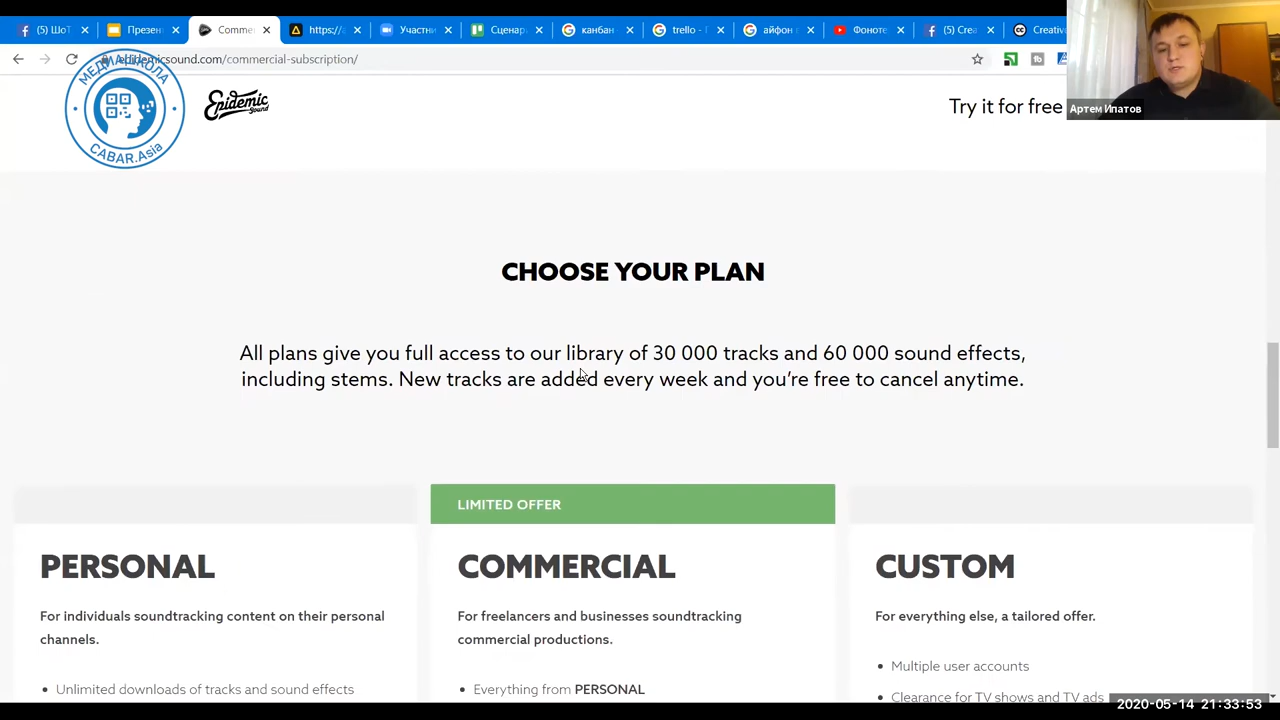 (5) ШоТ
Презен
Comme
https://
Участни
Сценар
канбан
trello - П
айфон
Фоноте
(5) Crea
Creativ
epidemicsound.com/commercial-subscription/
Артем Ипатов
МЕДИАШКОЛА
CABAR.Asia
Epidemic
Sound
Try it for free
CHOOSE YOUR PLAN
All plans give you full access to our library of 30 000 tracks and 60 000 sound effects,
including stems. New tracks are added every week and you’re free to cancel anytime.
LIMITED OFFER
PERSONAL
For individuals soundtracking content on their personal
channels.
• Unlimited downloads of tracks and sound effects
COMMERCIAL
For freelancers and businesses soundtracking
commercial productions.
• Everything from PERSONAL
CUSTOM
For everything else, a tailored offer.
• Multiple user accounts
• Clearance for TV shows and TV ads
2020-05-14 21:33:53